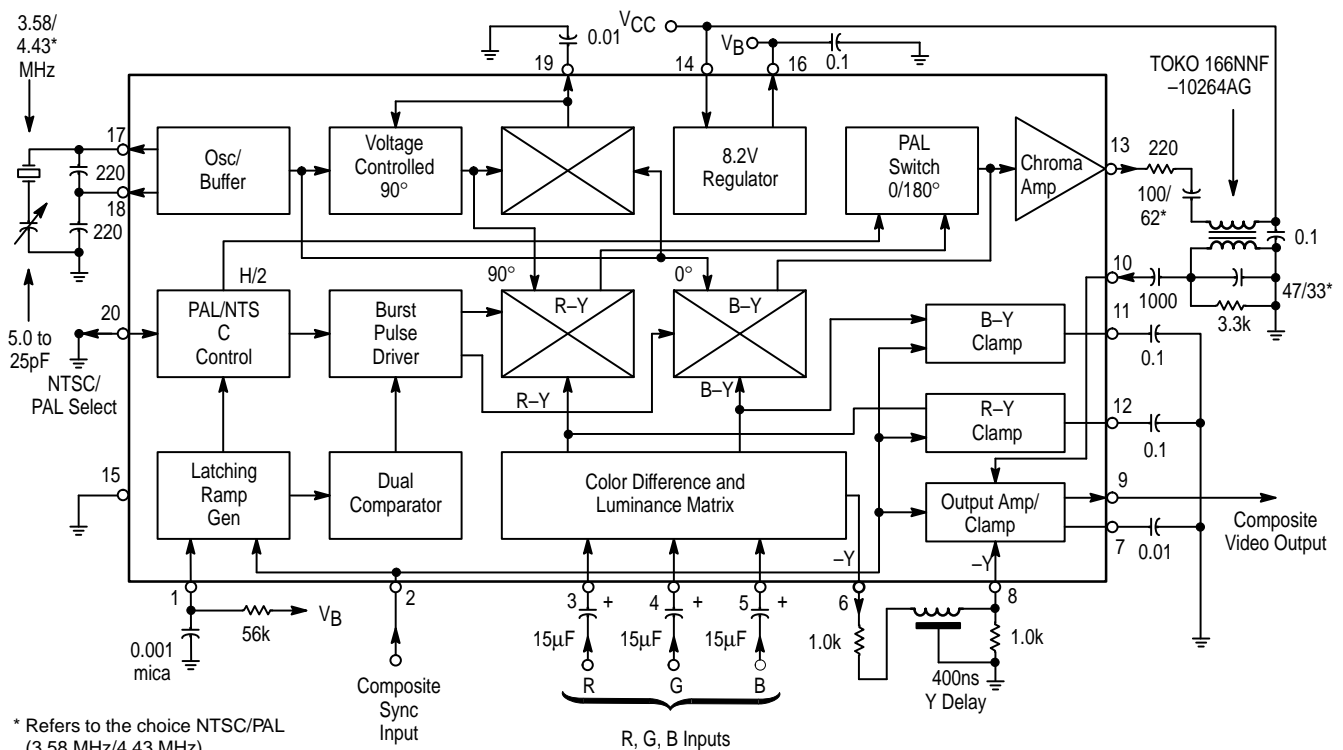 3.58/
4.43*
MHz
VCC
0.01
VB
0.1
19
14
16
TOKO 166NNF
–10264AG
17
220
18
220
Osc/
Buffer
Voltage
Controlled
90°
8.2V
Regulator
PAL
Switch
0/180°
Chroma
Amp
13
220
100/
62*
0.1
10
1000
47/33*
3.3k
H/2
90°
0°
20
5.0 to
25pF
NTSC/
PAL Select
PAL/NTS
C
Control
Burst
Pulse
Driver
R–Y
B–Y
R–Y
B–Y
B–Y
Clamp
11
0.1
R–Y
Clamp
12
0.1
15
Latching
Ramp
Gen
Dual
Comparator
Color Difference and
Luminance Matrix
Output Amp/
Clamp
9
7
0.01
Composite
Video Output
–Y
–Y
1
2
3
+
4
+
5
+
6
8
56k
VB
0.001
mica
15µF
15µF
15µF
1.0k
1.0k
R
G
B
400ns
Y Delay
Composite
Sync
Input
R, G, B Inputs
* Refers to the choice NTSC/PAL
(3.58 MHz/4.43 MHz)